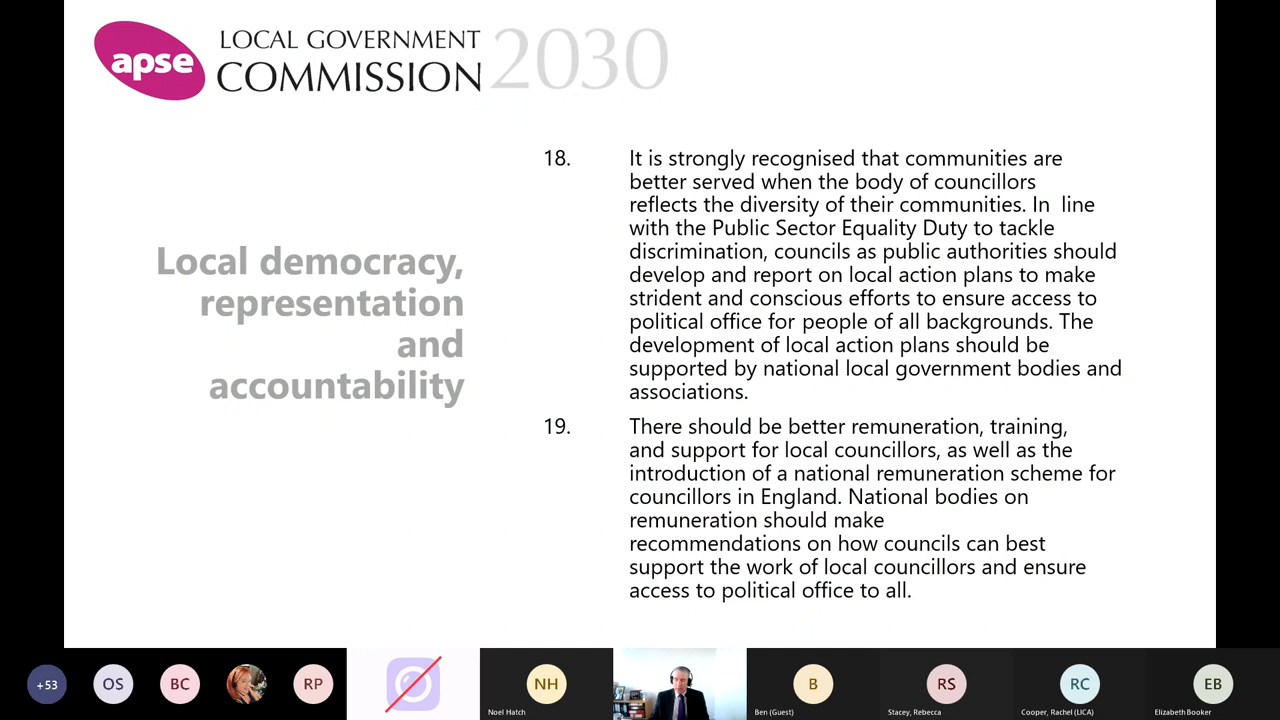 apse
LOCAL GOVERNMENT
COMMISSION 2030
Local democracy,
representation
and
accountability
18. It is strongly recognised that communities are
better served when the body of councillors
reflects the diversity of their communities. In line
with the Public Sector Equality Duty to tackle
discrimination, councils as public authorities should
develop and report on local action plans to make
strident and conscious efforts to ensure access to
political office for people of all backgrounds. The
development of local action plans should be
supported by national local government bodies and
associations.
19. There should be better remuneration, training,
and support for local councillors, as well as the
introduction of a national remuneration scheme for
councillors in England. National bodies on
remuneration should make
recommendations on how councils can best
support the work of local councillors and ensure
access to political office to all.
+53
OS
BC
RP
NH
Noel Hatch
B
Ben (Guest)
RS
Stacey, Rebecca
RC
Cooper, Rachel (LICA)
EB
Elizabeth Booker